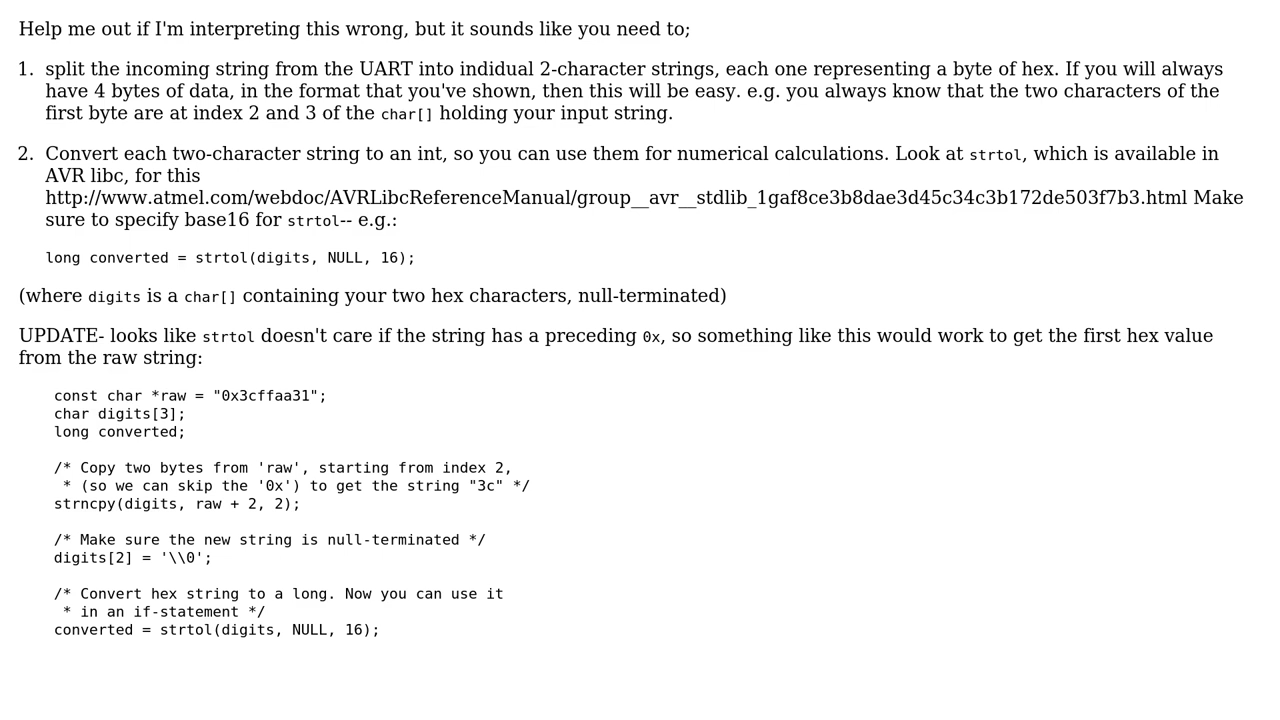 Help me out if I'm interpreting this wrong, but it sounds like you need to;
1. split the incoming string from the UART into indidual 2-character strings, each one representing a byte of hex. If you will always
have 4 bytes of data, in the format that you've shown, then this will be easy. e.g. you always know that the two characters of the
first byte are at index 2 and 3 of the char[] holding your input string.
2. Convert each two-character string to an int, so you can use them for numerical calculations. Look at strtol, which is available in
AVR libc, for this
http://www.atmel.com/webdoc/AVRLibcReferenceManual/group__avr__stdlib_1gaf8ce3b8dae3d45c34c3b172de503f7b3.html Make
sure to specify base16 for strtol-- e.g.:
long converted = strtol(digits, NULL, 16);
(where digits is a char[] containing your two hex characters, null-terminated)
UPDATE- looks like strtol doesn't care if the string has a preceding 0x, so something like this would work to get the first hex value
from the raw string:
const char *raw = "0x3cffaa31";
char digits[3];
long converted;
/* Copy two bytes from 'raw', starting from index 2,
 * (so we can skip the '0x') to get the string "3c" */
strncpy(digits, raw + 2, 2);
/* Make sure the new string is null-terminated */
digits[2] = '\\0';
/* Convert hex string to a long. Now you can use it
 * in an if-statement */
converted = strtol(digits, NULL, 16);